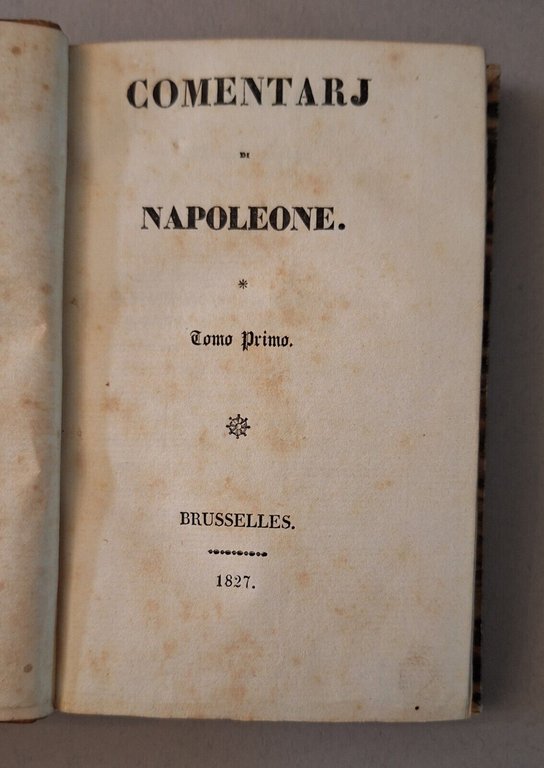 COMENTARJ
DI
NAPOLEONE.
*
Tomo Primo.
BRUSSELLES.
1827.